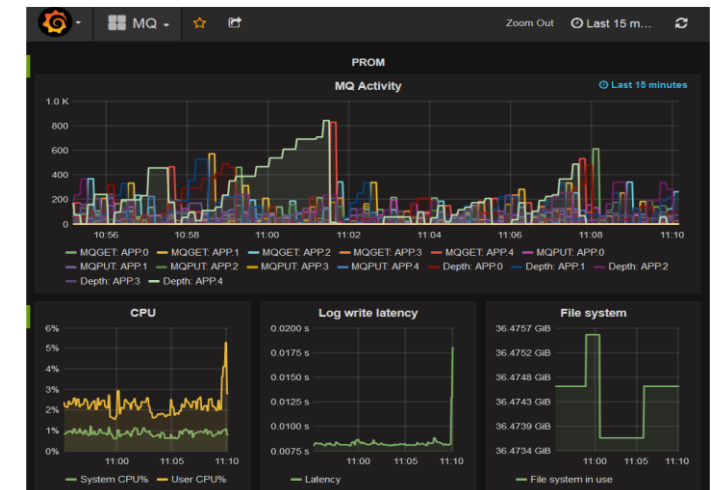 MQ Zoom Out Last 15 m...
PROM
MQ Activity Last 15 minutes
1.0 K
800
600
400
200
0
10:56 10:58 11:00 11:02 11:04 11:06 11:08 11:10
MQGET: APP.0 MQGET: APP.1 MQGET: APP.2 MQGET: APP.3 MQGET: APP.4 MQPUT: APP.0
MQPUT: APP.1 MQPUT: APP.2 MQPUT: APP.3 MQPUT: APP.4 Depth: APP.0 Depth: APP.1 Depth: APP.2
Depth: APP.3 Depth: APP.4
CPU
6%
5%
4%
3%
2%
1%
0%
11:00 11:05 11:10
System CPU% User CPU%
Log write latency
0.0200 s
0.0175 s
0.0150 s
0.0125 s
0.0100 s
0.0075 s
11:00 11:05 11:10
Latency
File system
36.4757 GiB
36.4752 GiB
36.4748 GiB
36.4743 GiB
36.4739 GiB
36.4734 GiB
11:00 11:05 11:10
File system in use